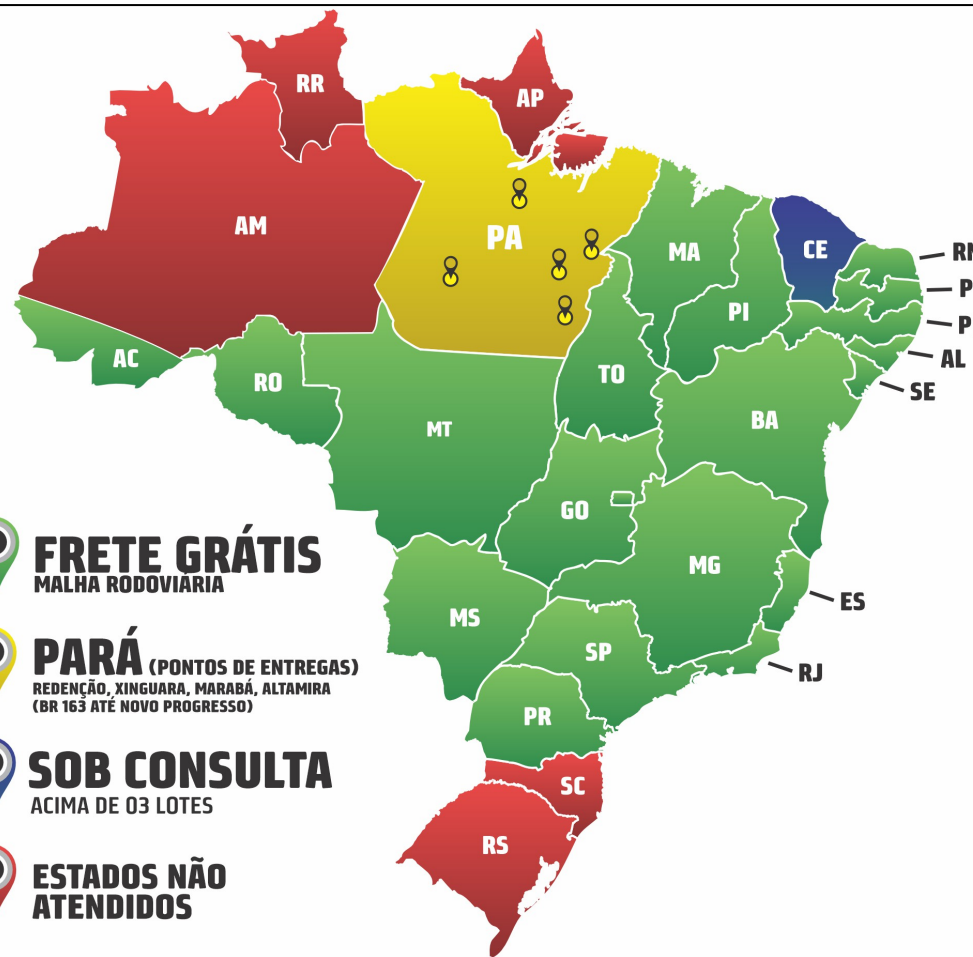 RR
AP
AM
PA
MA
CE
RN
P
PI
P
AL
AC
RO
TO
SE
MT
BA
GO
FRETE GRÁTIS
MALHA RODOVIÁRIA
MG
ES
MS
SP
PARÁ (PONTOS DE ENTREGAS)
REDENÇÃO, XINGUARA, MARABÁ, ALTAMIRA
(BR 163 ATÉ NOVO PROGRESSO)
RJ
PR
SOB CONSULTA
ACIMA DE 03 LOTES
SC
RS
ESTADOS NÃO
ATENDIDOS